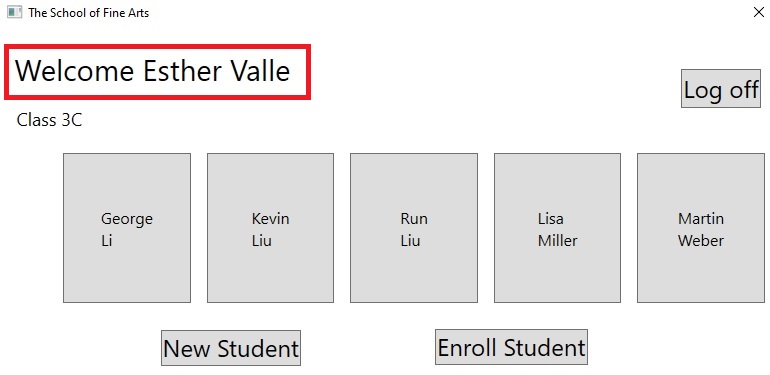 The School of Fine Arts
Welcome Esther Valle
Log off
Class 3C
George
Li
Kevin
Liu
Run
Liu
Lisa
Miller
Martin
Weber
New Student
Enroll Student